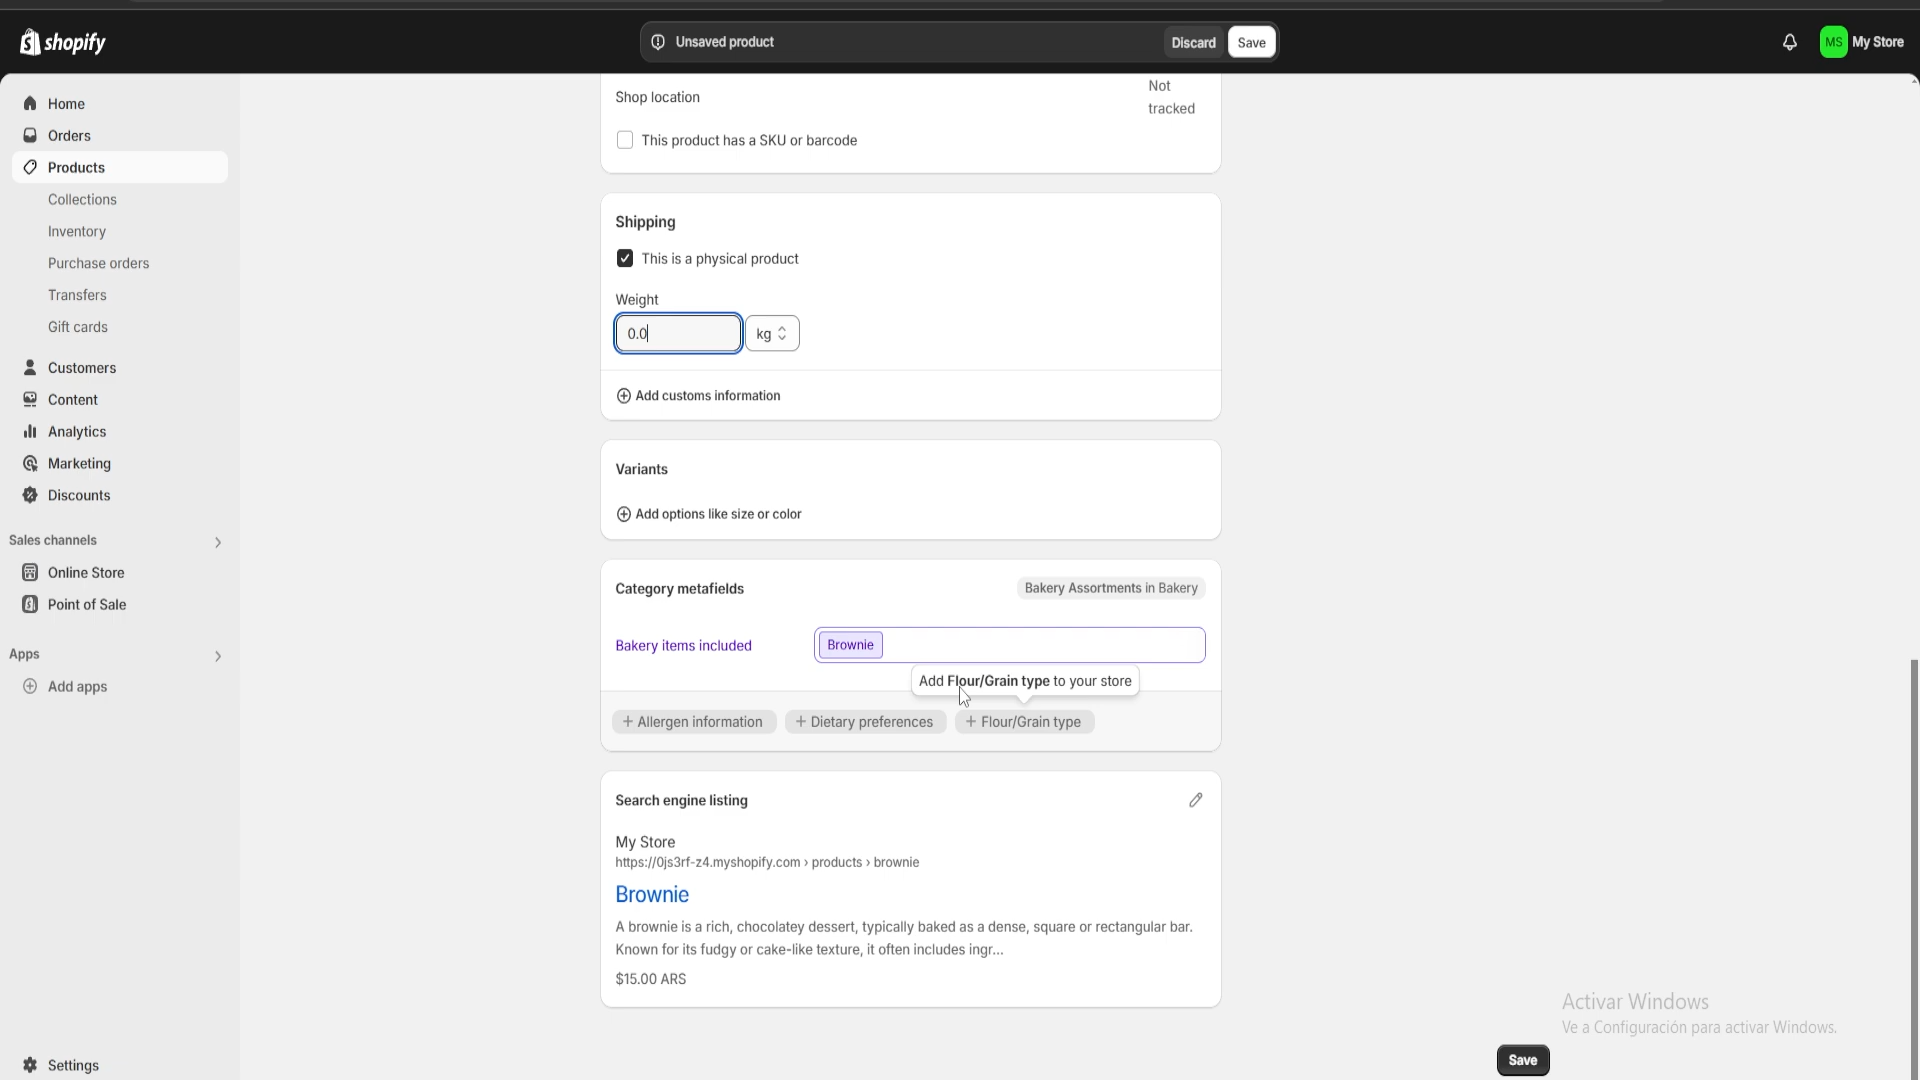 shopify
Unsaved product
Discard
Save
MS
My Store
Home
Orders
Products
Collections
Inventory
Purchase orders
Transfers
Gift cards
Customers
Content
Analytics
Marketing
Discounts
Sales channels
Online Store
Point of Sale
Apps
Add apps
Settings
Shop location
Not
tracked
This product has a SKU or barcode
Shipping
This is a physical product
Weight
0.0
kg
Add customs information
Variants
Add options like size or color
Category metafields
Bakery Assortments in Bakery
Bakery items included
Brownie
Add Flour/Grain type to your store
+ Allergen information
+ Dietary preferences
+ Flour/Grain type
Search engine listing
My Store
https://0js3rf-z4.myshopify.com › products › brownie
Brownie
A brownie is a rich, chocolatey dessert, typically baked as a dense, square or rectangular bar.
Known for its fudgy or cake-like texture, it often includes ingr...
$15.00 ARS
Activar Windows
Ve a Configuración para activar Windows.
Save